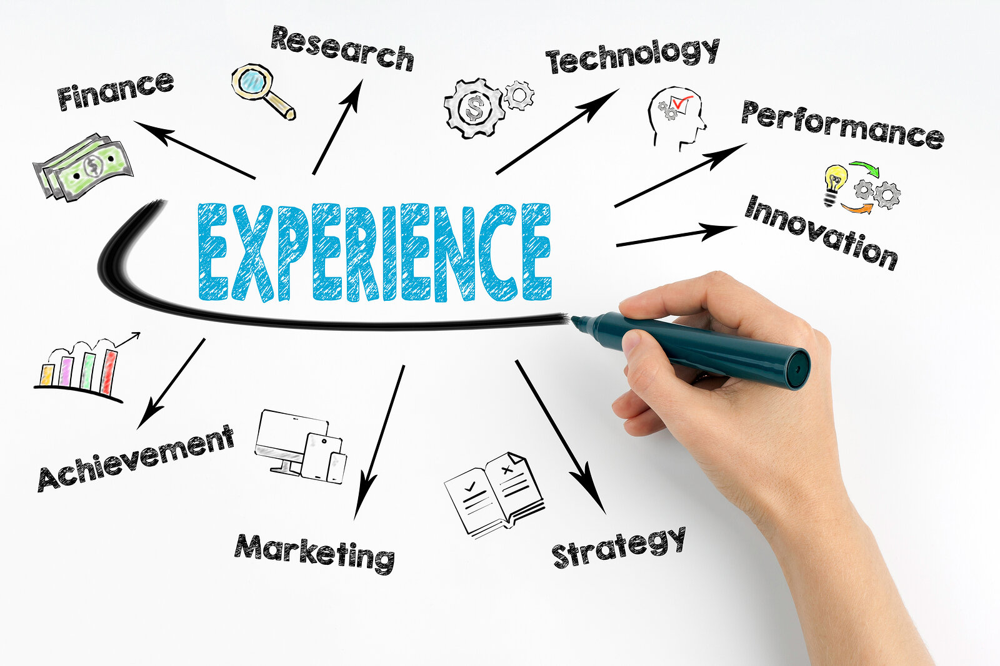 Research
Technology
Finance
Performance
Innovation
EXPERIENCE
Achievement
Marketing
Strategy
$
$